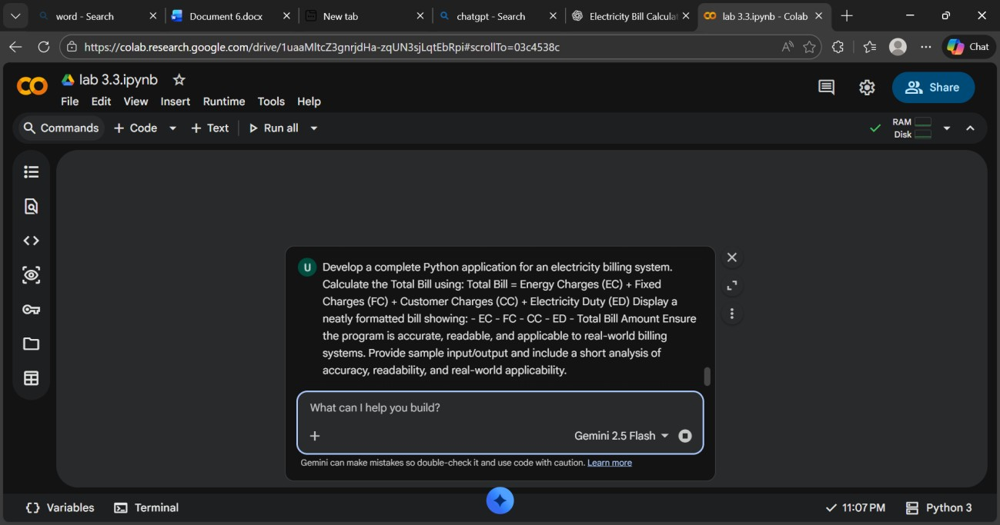 word - Search
Document 6.docx
New tab
chatgpt - Search
Electricity Bill Calculat
lab 3.3.ipynb - Colab
https://colab.research.google.com/drive/1uaaMltcZ3gnrjdHa-zqUN3sjLqtEbRpi#scrollTo=03c4538c
Chat
lab 3.3.ipynb
File Edit View Insert Runtime Tools Help
Share
Commands + Code + Text Run all
RAM
Disk
U
Develop a complete Python application for an electricity billing system.
Calculate the Total Bill using: Total Bill = Energy Charges (EC) + Fixed
Charges (FC) + Customer Charges (CC) + Electricity Duty (ED) Display a
neatly formatted bill showing: - EC - FC - CC - ED - Total Bill Amount Ensure
the program is accurate, readable, and applicable to real-world billing
systems. Provide sample input/output and include a short analysis of
accuracy, readability, and real-world applicability.
What can I help you build?
Gemini 2.5 Flash
Gemini can make mistakes so double-check it and use code with caution. Learn more
Variables Terminal
11:07 PM Python 3